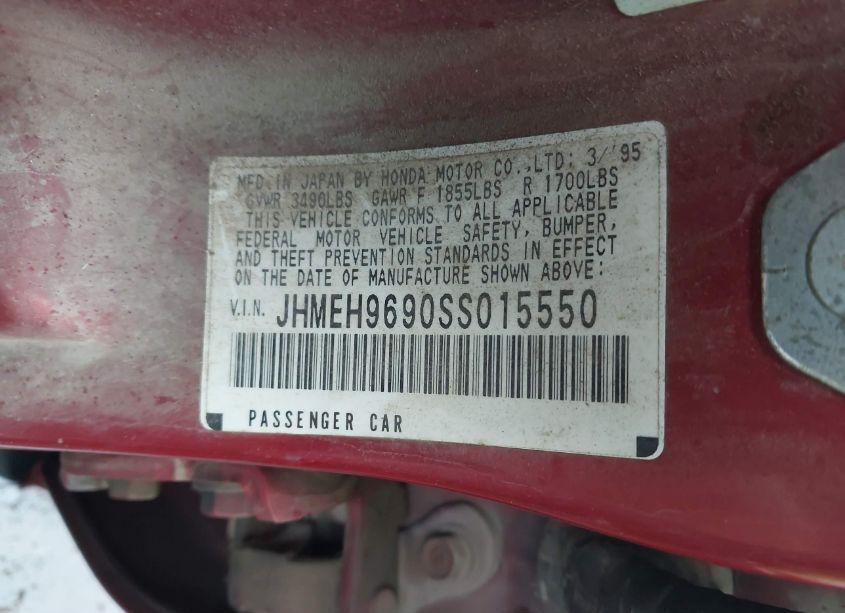 MFD. IN JAPAN BY HONDA MOTOR CO.,LTD: 3/'95
GVWR 3490LBS GAWR F 1855LBS R 1700LBS
THIS VEHICLE CONFORMS TO ALL APPLICABLE
FEDERAL MOTOR VEHICLE SAFETY, BUMPER,
AND THEFT PREVENTION STANDARDS IN EFFECT
ON THE DATE OF MANUFACTURE SHOWN ABOVE:
V.I.N. JHMEH9690SS015550
PASSENGER CAR